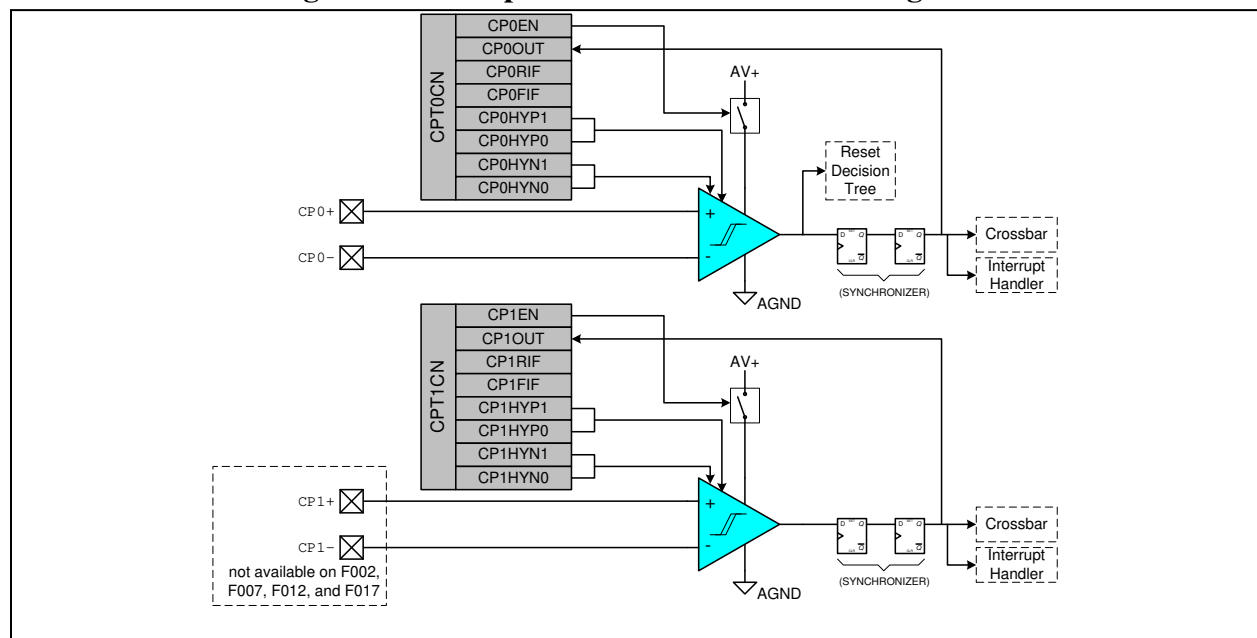 CPT0CN
CP0EN
CP0OUT
CP0RIF
CP0FIF
CP0HYP1
CP0HYP0
CP0HYN1
CP0HYN0
AV+
Reset
Decision
Tree
CP0+
+
CP0-
-
D
Q
Q
D
Q
Q
(SYNCHRONIZER)
Crossbar
Interrupt
Handler
AGND
CPT1CN
CP1EN
CP1OUT
CP1RIF
CP1FIF
CP1HYP1
CP1HYP0
CP1HYN1
CP1HYN0
AV+
CP1+
+
CP1-
-
not available on F002,
F007, F012, and F017
D
Q
Q
D
Q
Q
(SYNCHRONIZER)
Crossbar
Interrupt
Handler
AGND